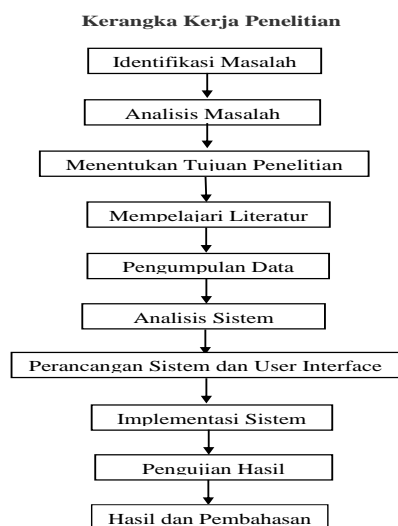 Kerangka Kerja Penelitian
Identifikasi Masalah
Analisis Masalah
Menentukan Tujuan Penelitian
Mempelajari Literatur
Pengumpulan Data
Analisis Sistem
Perancangan Sistem dan User Interface
Implementasi Sistem
Pengujian Hasil
Hasil dan Pembahasan